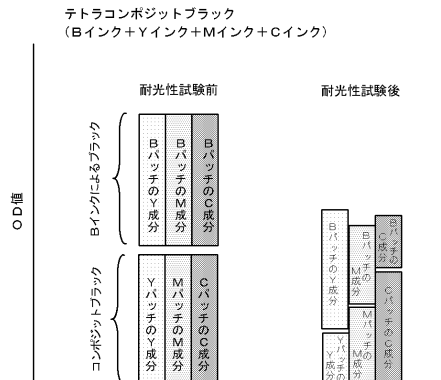 テトラコンポジットブラック
（Bインク＋Yインク＋Mインク＋Cインク）
耐光性試験前
耐光性試験後
OD値
Bインクによるブラック
BパッチのY成分
BパッチのM成分
BパッチのC成分
コンポジットブラック
YパッチのY成分
MパッチのM成分
CパッチのC成分
BパッチのY成分
Bパッチの
M成分
Bパッチの
C成分
Yパッチの
Y成分
Mパッチの
M成分
CパッチのC成分